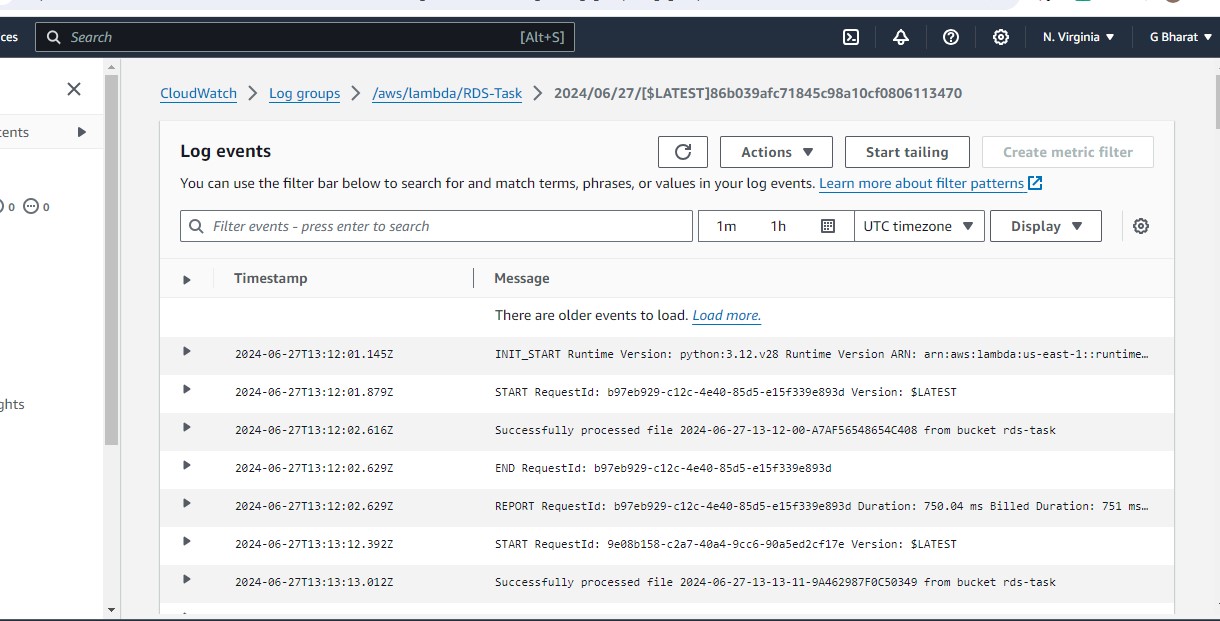 ces Search [Alt+S] N. Virginia ▼ G Bharat ▼
CloudWatch > Log groups > /aws/lambda/RDS-Task > 2024/06/27/[$LATEST]86b039afc71845c98a10cf0806113470
cents
0 0
ghts
Log events
Actions ▼ Start tailing Create metric filter
You can use the filter bar below to search for and match terms, phrases, or values in your log events. Learn more about filter patterns
Filter events - press enter to search 1m 1h UTC timezone ▼ Display ▼
Timestamp Message
There are older events to load. Load more.
2024-06-27T13:12:01.145Z INIT_START Runtime Version: python:3.12.v28 Runtime Version ARN: arn:aws:lambda:us-east-1::runtime…
2024-06-27T13:12:01.879Z START RequestId: b97eb929-c12c-4e40-85d5-e15f339e893d Version: $LATEST
2024-06-27T13:12:02.616Z Successfully processed file 2024-06-27-13-12-00-A7AF56548654C408 from bucket rds-task
2024-06-27T13:12:02.629Z END RequestId: b97eb929-c12c-4e40-85d5-e15f339e893d
2024-06-27T13:12:02.629Z REPORT RequestId: b97eb929-c12c-4e40-85d5-e15f339e893d Duration: 750.04 ms Billed Duration: 751 ms…
2024-06-27T13:13:12.392Z START RequestId: 9e08b158-c2a7-40a4-9cc6-90a5ed2cf17e Version: $LATEST
2024-06-27T13:13:13.012Z Successfully processed file 2024-06-27-13-13-11-9A462987F0C50349 from bucket rds-task